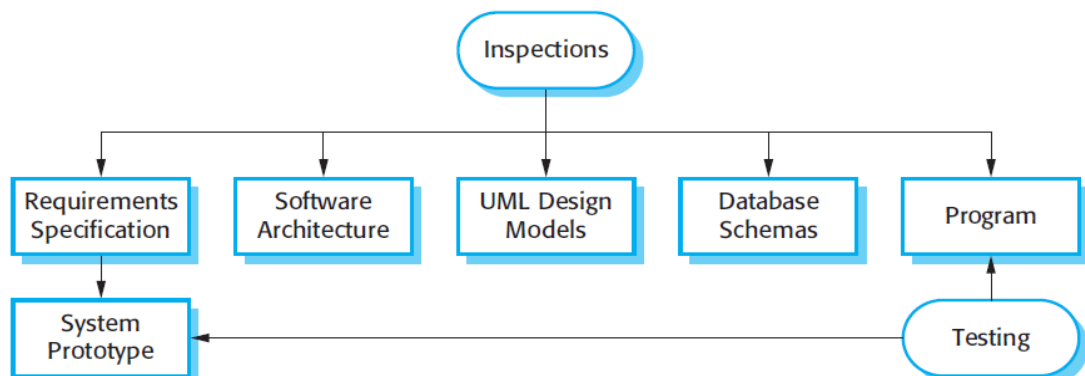 Inspections
Requirements
Specification
Software
Architecture
UML Design
Models
Database
Schemas
Program
System
Prototype
Testing